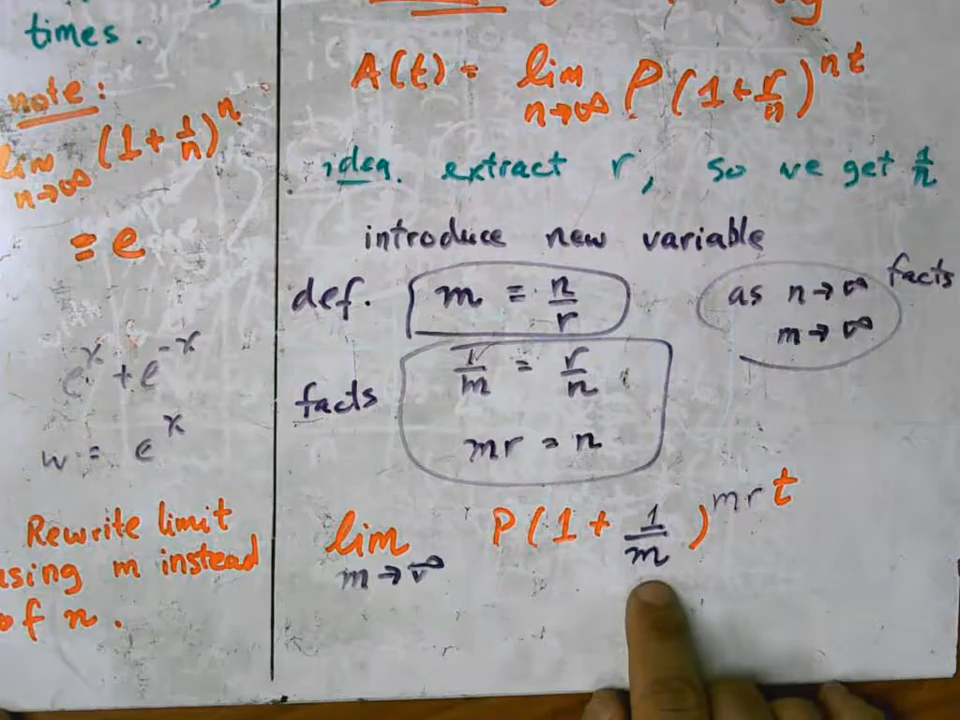 times.
note:
lim n→∞ (1 + 1/n)^n
= e
e^x + e^-x
w = e^x
Rewrite limit
using m instead
of n.
A(t) = lim n→∞ P(1 + r/n)^nt
idea. extract r, so we get 1/n
introduce new variable
def. m ≡ n/r
as n→∞ facts
m→∞
facts 1/m = r/n
mr = n
lim m→∞ P(1 + 1/m)^mrt